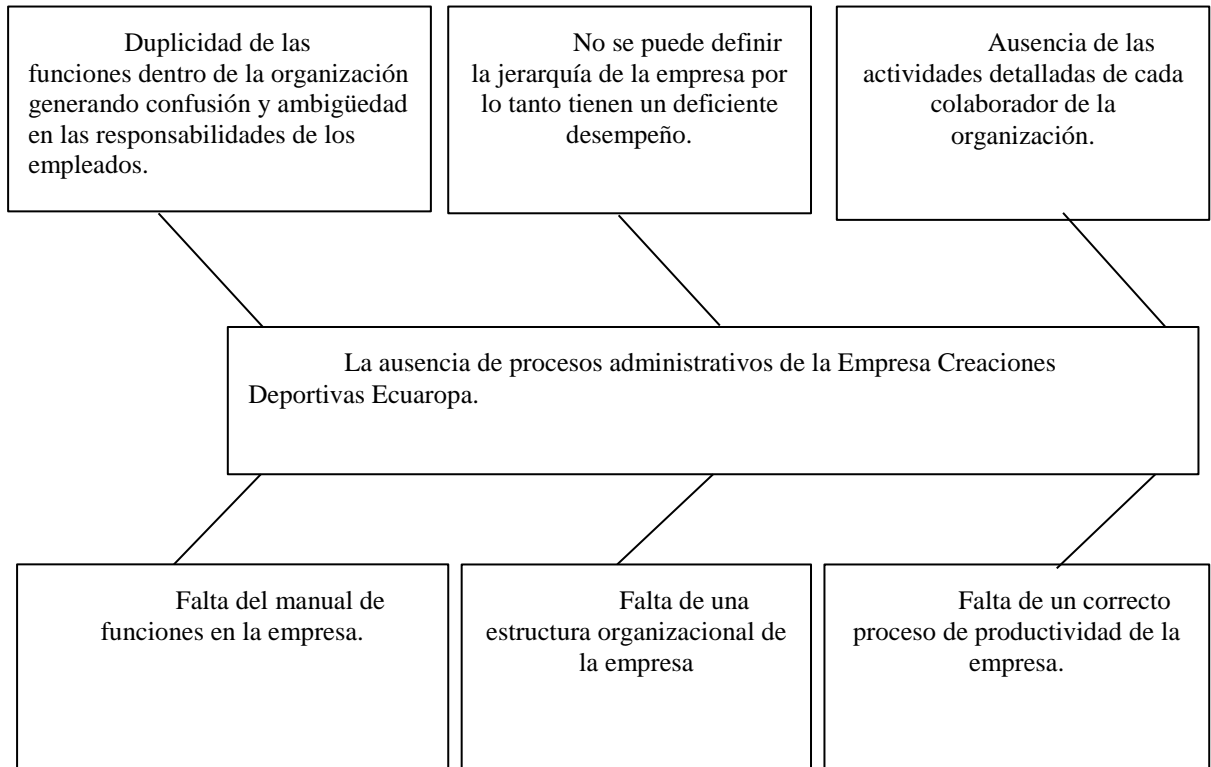 Duplicidad de las
funciones dentro de la organización
generando confusión y ambigüedad
en las responsabilidades de los
empleados.
No se puede definir
la jerarquía de la empresa por
lo tanto tienen un deficiente
desempeño.
Ausencia de las
actividades detalladas de cada
colaborador de la
organización.
La ausencia de procesos administrativos de la Empresa Creaciones
Deportivas Ecuaropa.
Falta del manual de
funciones en la empresa.
Falta de una
estructura organizacional de
la empresa
Falta de un correcto
proceso de productividad de la
empresa.